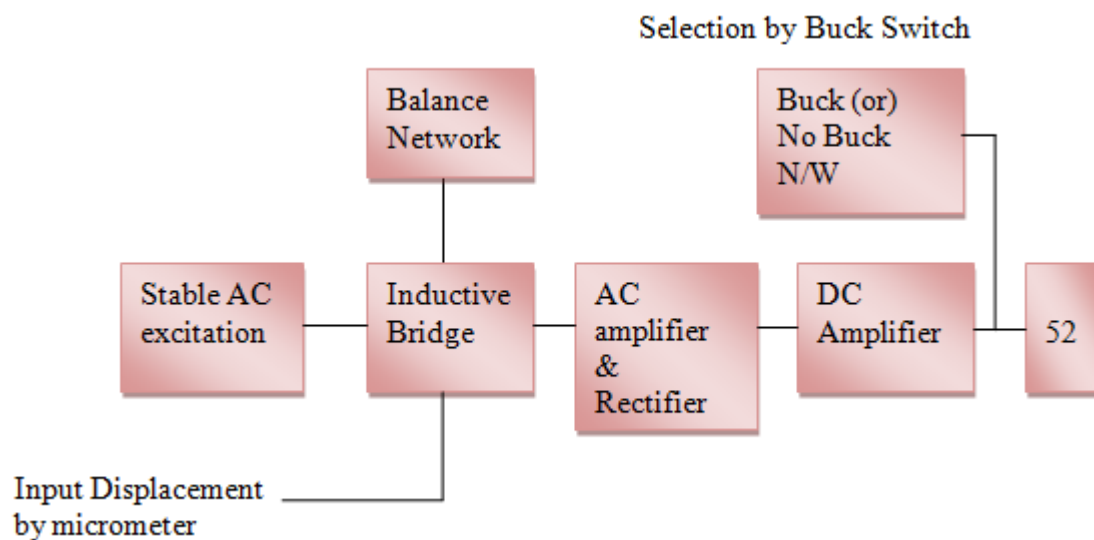 Selection by Buck Switch
Balance
Network
Buck (or)
No Buck
N/W
Stable AC
excitation
Inductive
Bridge
AC
amplifier
&
Rectifier
DC
Amplifier
52
Input Displacement
by micrometer